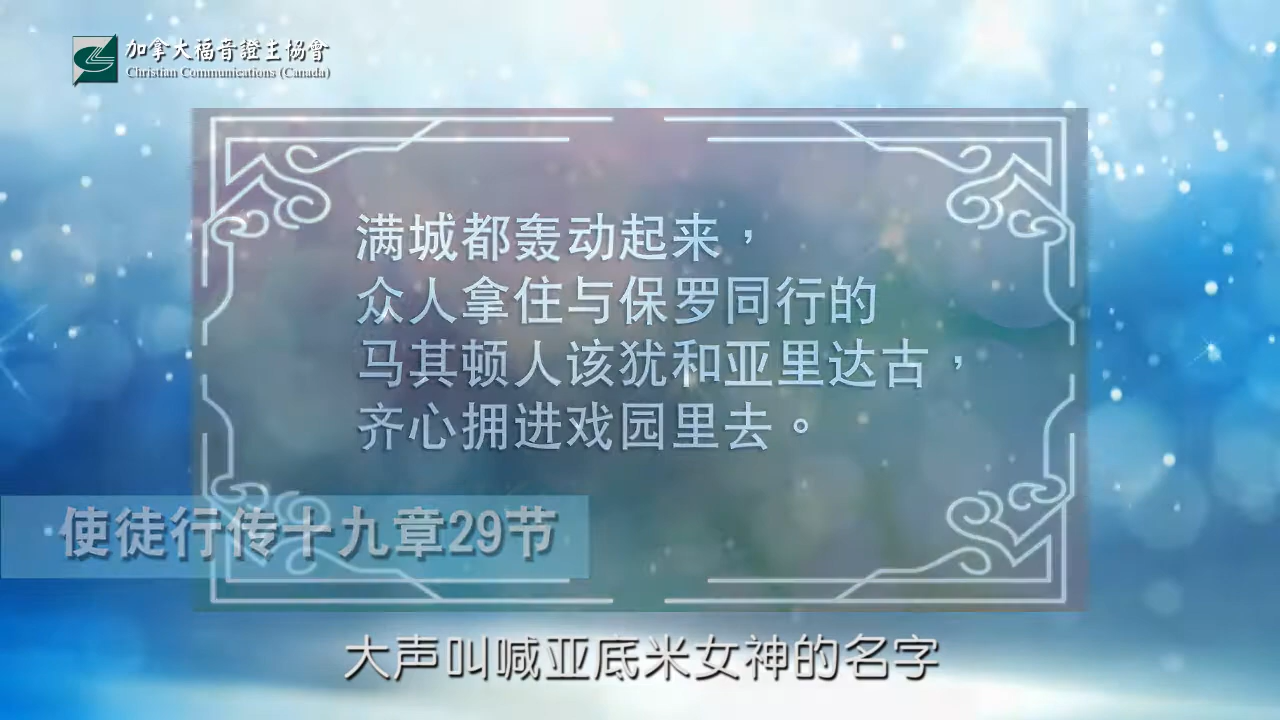 加拿大福音證主協會
Christian Communications (Canada)
满城都轰动起来，
众人拿住与保罗同行的
马其顿人该犹和亚里达古，
齐心拥进戏园里去。
使徒行传十九章29节
大声叫喊亚底米女神的名字